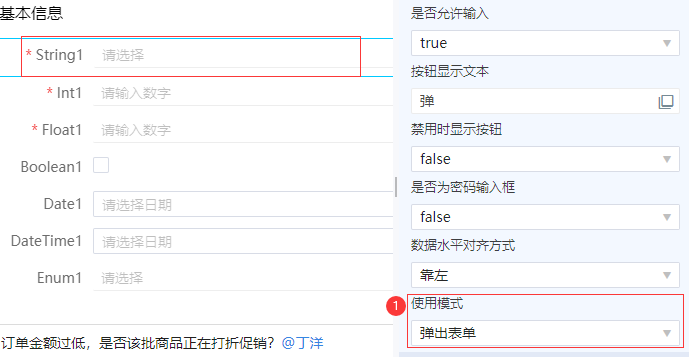 基本信息
* String1 请选择
* Int1 请输入数字
* Float1 请输入数字
Boolean1
Date1 请选择日期
DateTime1 请选择日期
Enum1 请选择
订单金额过低，是否该批商品正在打折促销？@丁洋
是否允许输入
true
按钮显示文本
弹
禁用时显示按钮
false
是否为密码输入框
false
数据水平对齐方式
靠左
1 使用模式
弹出表单